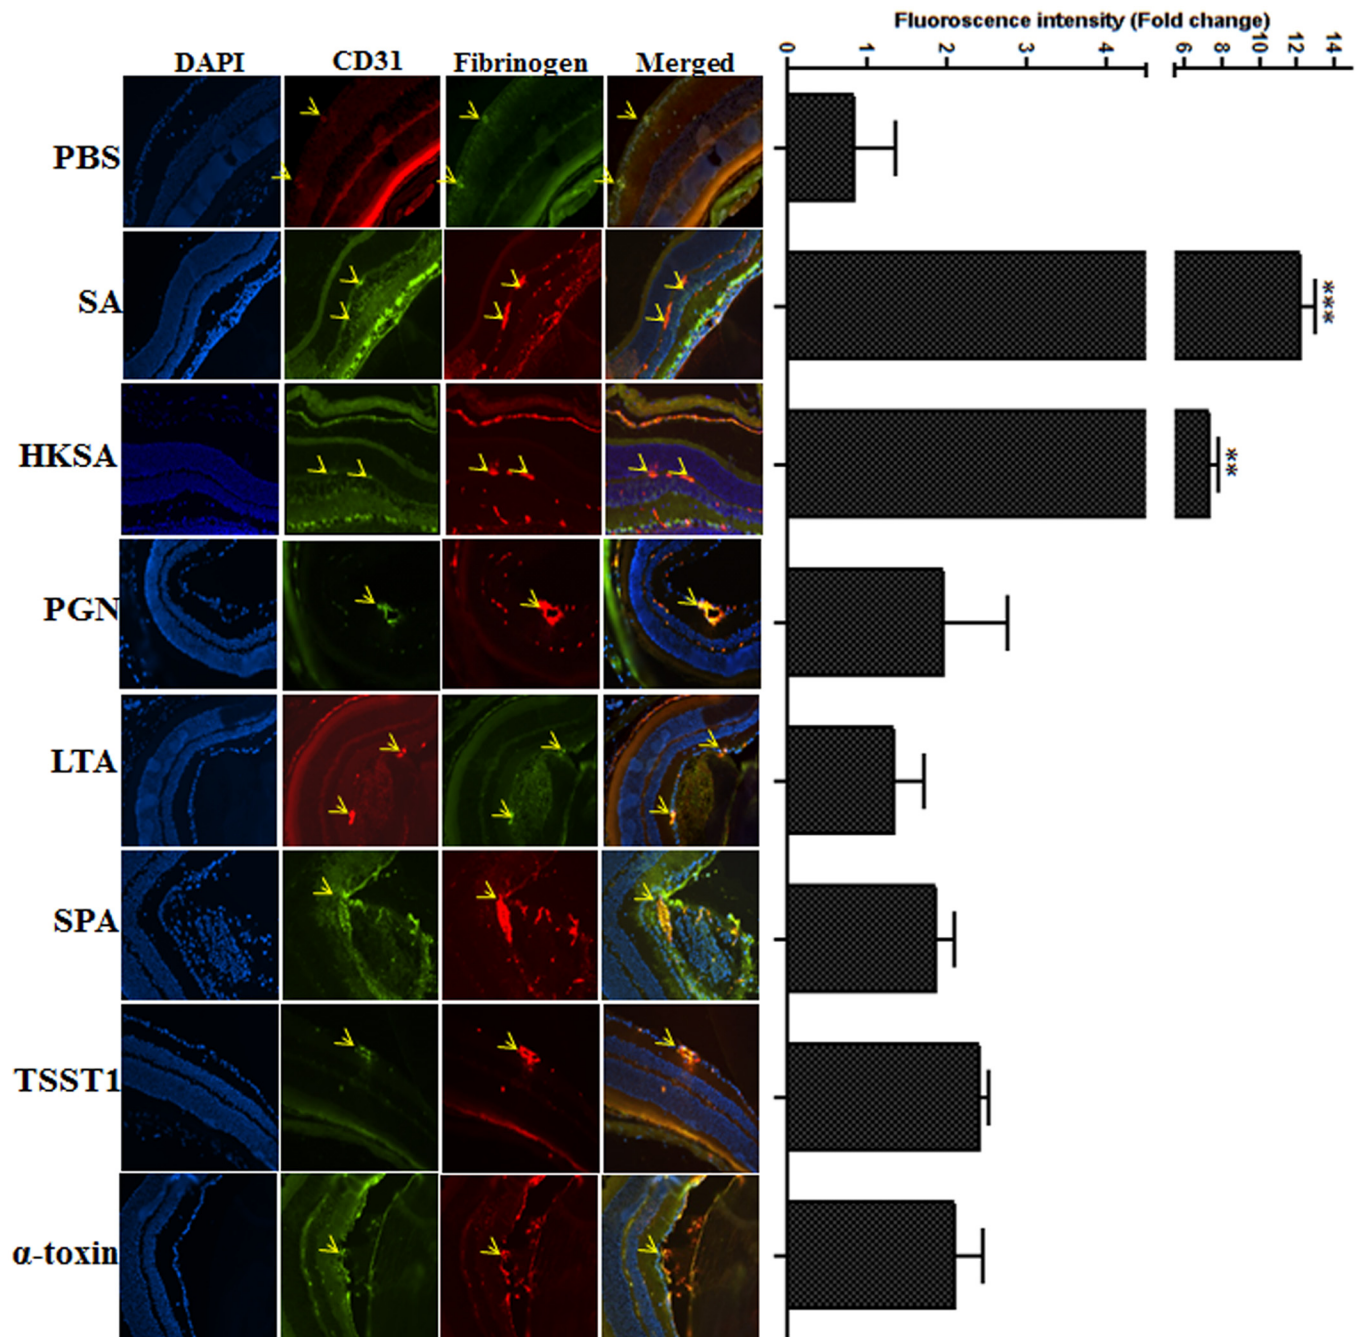 Fluoroscence intensity (Fold change)
0 1 2 3 4 6 8 10 12 14
DAPI CD31 Fibrinogen Merged
PBS
SA ***
HKSA **
PGN
LTA
SPA
TSST1
α-toxin